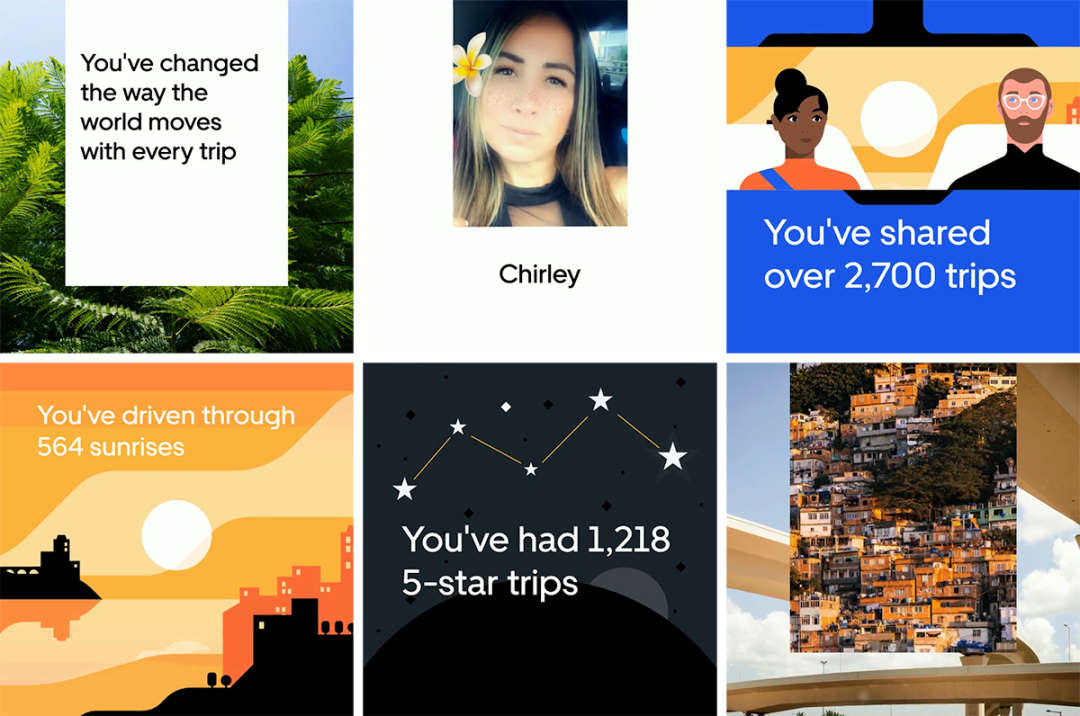 You've changed
the way the
world moves
with every trip
Chirley
You've shared
over 2,700 trips
You've driven through
564 sunrises
You've had 1,218
5-star trips